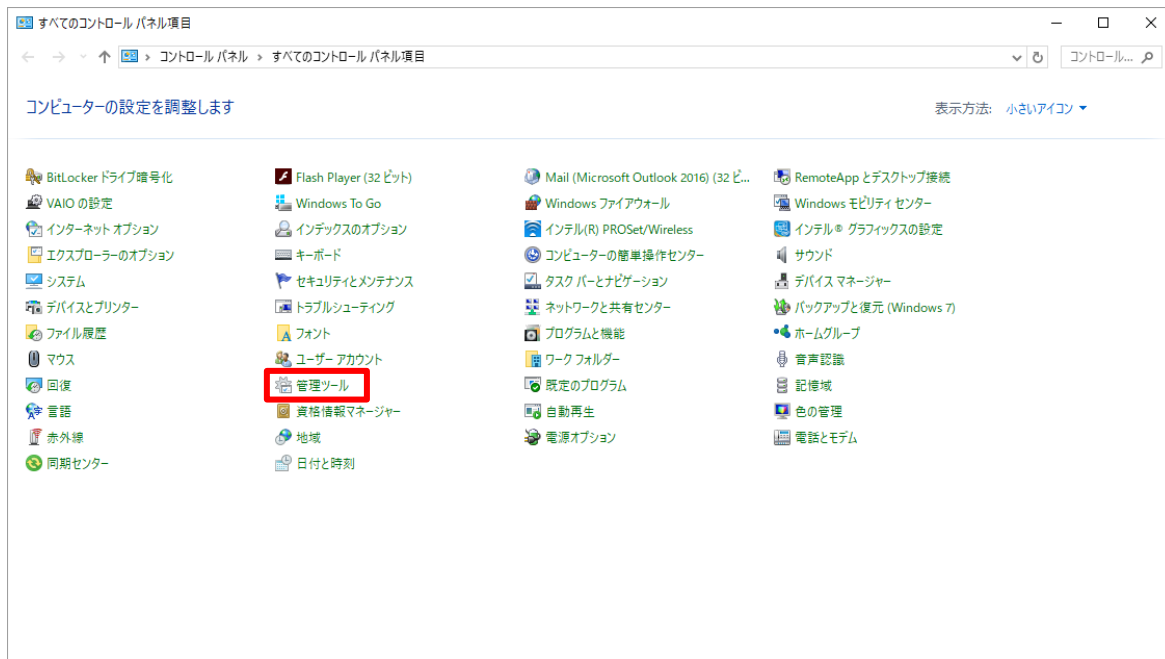 すべてのコントロール パネル項目
コントロール パネル › すべてのコントロール パネル項目
コントロール...
コンピューターの設定を調整します
表示方法: 小さいアイコン
BitLocker ドライブ暗号化 Flash Player (32 ビット) Mail (Microsoft Outlook 2016) (32 ビ... RemoteApp とデスクトップ接続
VAIO の設定 Windows To Go Windows ファイアウォール Windows モビリティ センター
インターネット オプション インデックスのオプション インテル(R) PROSet/Wireless インテル® グラフィックスの設定
エクスプローラーのオプション キーボード コンピューターの簡単操作センター サウンド
システム セキュリティとメンテナンス タスク バーとナビゲーション デバイス マネージャー
デバイスとプリンター トラブルシューティング ネットワークと共有センター バックアップと復元 (Windows 7)
ファイル履歴 フォント プログラムと機能 ホームグループ
マウス ユーザー アカウント ワーク フォルダー 音声認識
回復 管理ツール 既定のプログラム 記憶域
言語 資格情報マネージャー 自動再生 色の管理
赤外線 地域 電源オプション 電話とモデム
同期センター 日付と時刻